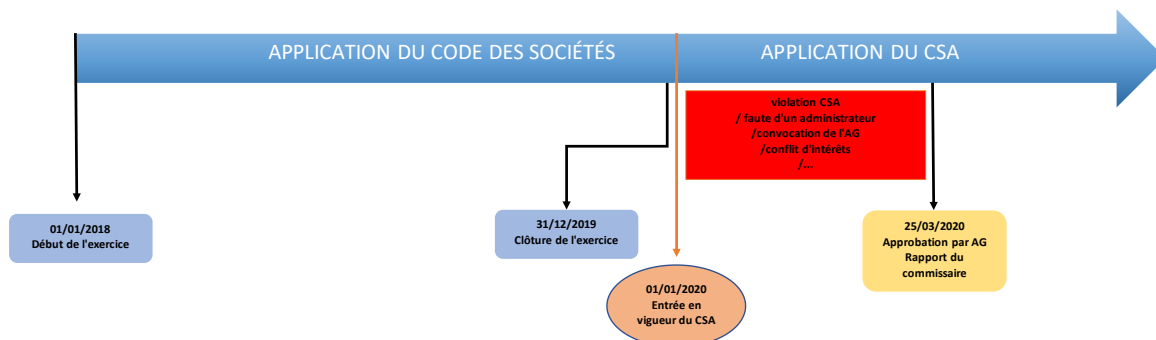 APPLICATION DU CODE DES SOCIÉTÉS
APPLICATION DU CSA
violation CSA
/ faute d'un administrateur
/convocation de l'AG
/conflit d'intérêts
/...
01/01/2018
Début de l'exercice
31/12/2019
Clôture de l'exercice
25/03/2020
Approbation par AG
Rapport du
commissaire
01/01/2020
Entrée en
vigueur du CSA